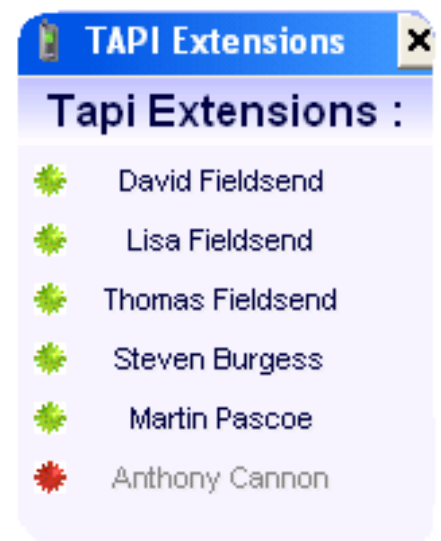 TAPI Extensions
Tapi Extensions :
David Fieldsend
Lisa Fieldsend
Thomas Fieldsend
Steven Burgess
Martin Pascoe
Anthony Cannon